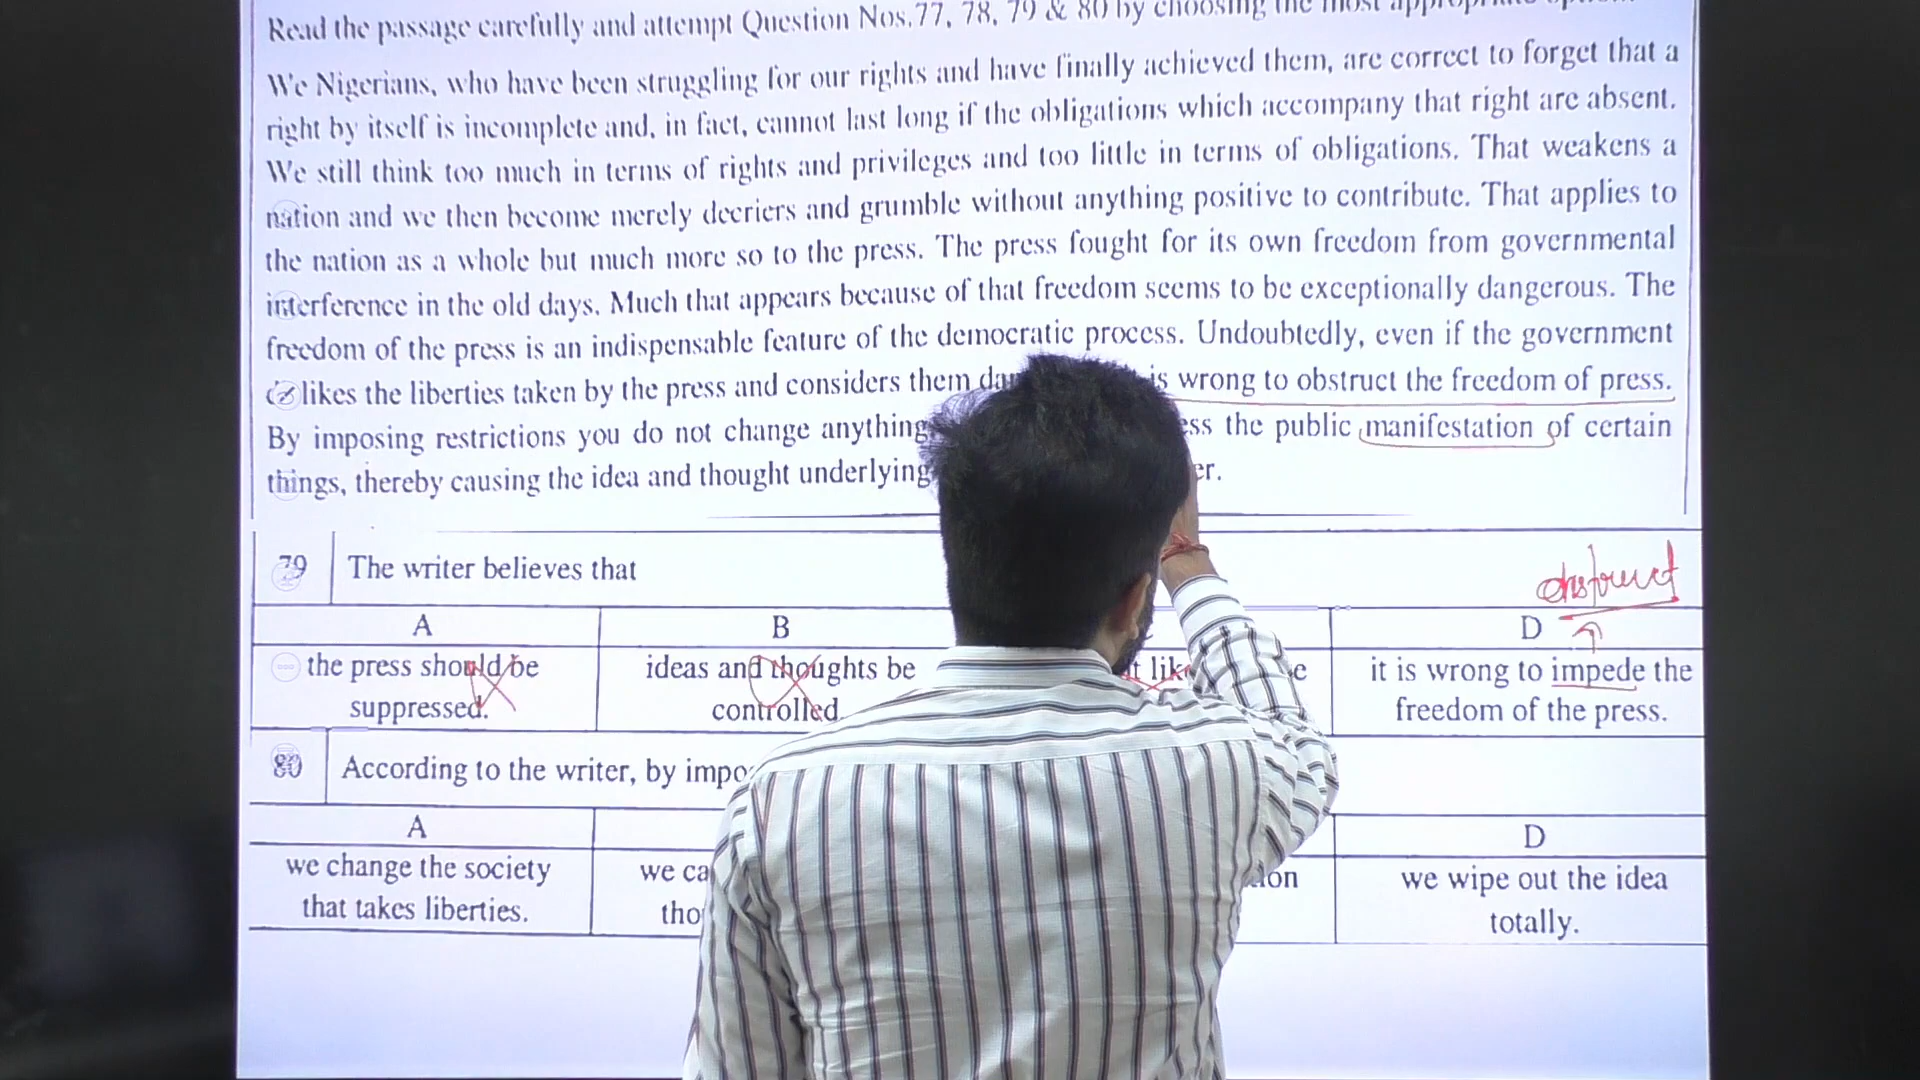 Read the passage carefully and attempt Question Nos.77, 78, 79 & 80 by choosing the most appropriate
We Nigerians, who have been struggling for our rights and have finally achieved them, are correct to forget that a
right by itself is incomplete and, in fact, cannot last long if the obligations which accompany that right are absent.
We still think too much in terms of rights and privileges and too little in terms of obligations. That weakens a
nation and we then become merely decriers and grumble without anything positive to contribute. That applies to
the nation as a whole but much more so to the press. The press fought for its own freedom from governmental
interference in the old days. Much that appears because of that freedom seems to be exceptionally dangerous. The
freedom of the press is an indispensable feature of the democratic process. Undoubtedly, even if the government
likes the liberties taken by the press and considers them is wrong to obstruct the freedom of press.
By imposing restrictions you do not change anything the public manifestation of certain
things, thereby causing the idea and thought underlying
79 The writer believes that
obstruct
A B D
the press should be ideas and thoughts be it is wrong to impede the
suppressed. controlled freedom of the press.
80 According to the writer, by
A D
we change the society we we wipe out the idea
that takes liberties. totally.